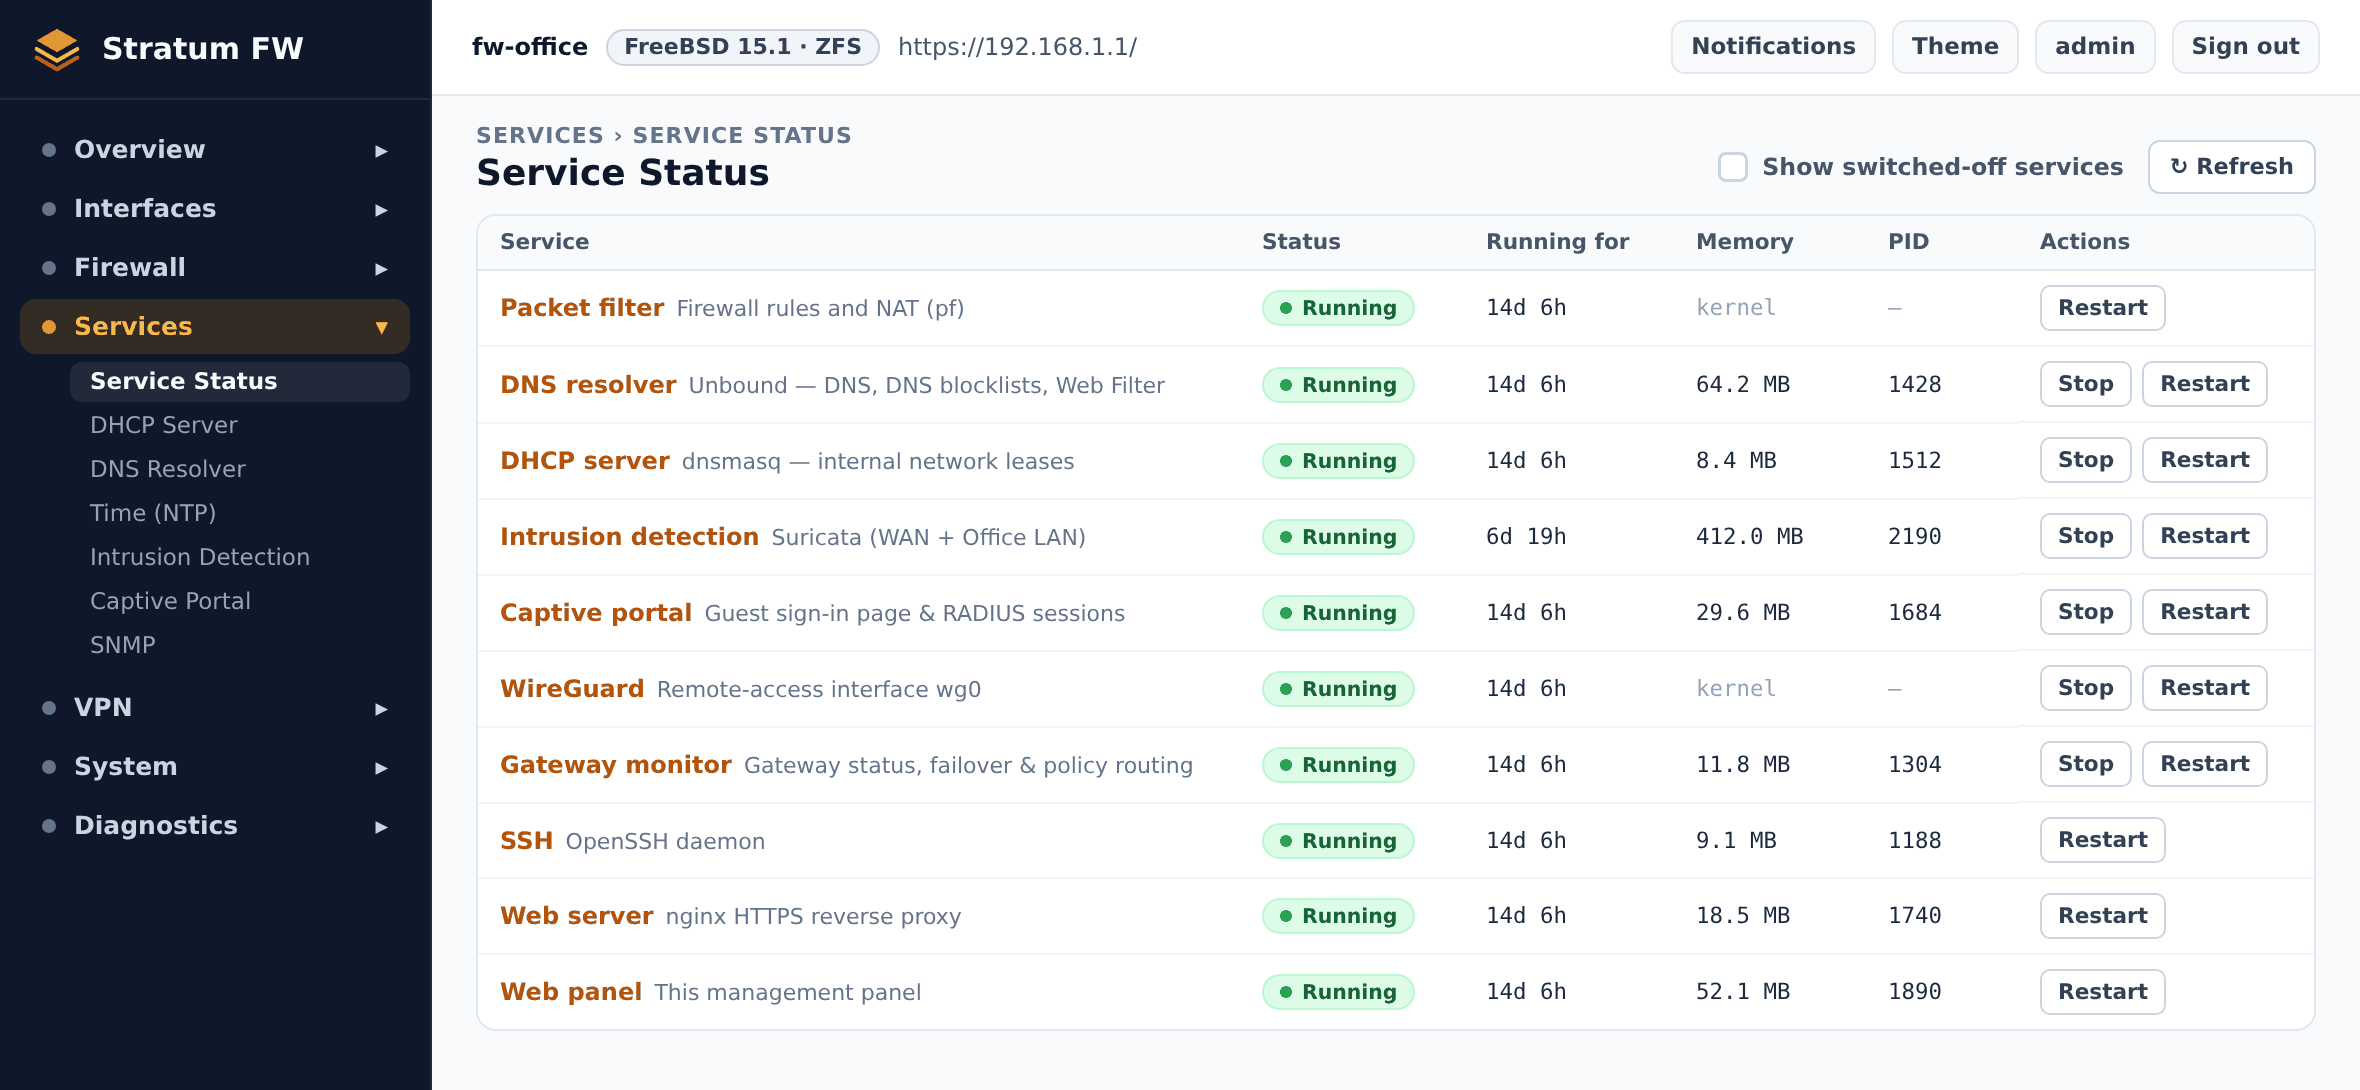 Stratum FW
fw-office FreeBSD 15.1 · ZFS https://192.168.1.1/ Notifications Theme admin Sign out
Overview ▸
Interfaces ▸
Firewall ▸
Services ▾
Service Status
DHCP Server
DNS Resolver
Time (NTP)
Intrusion Detection
Captive Portal
SNMP
VPN ▸
System ▸
Diagnostics ▸
SERVICES › SERVICE STATUS
Service Status
Show switched-off services ↻ Refresh
Service Status Running for Memory PID Actions
Packet filter Firewall rules and NAT (pf) Running 14d 6h kernel — Restart
DNS resolver Unbound — DNS, DNS blocklists, Web Filter Running 14d 6h 64.2 MB 1428 Stop Restart
DHCP server dnsmasq — internal network leases Running 14d 6h 8.4 MB 1512 Stop Restart
Intrusion detection Suricata (WAN + Office LAN) Running 6d 19h 412.0 MB 2190 Stop Restart
Captive portal Guest sign-in page & RADIUS sessions Running 14d 6h 29.6 MB 1684 Stop Restart
WireGuard Remote-access interface wg0 Running 14d 6h kernel — Stop Restart
Gateway monitor Gateway status, failover & policy routing Running 14d 6h 11.8 MB 1304 Stop Restart
SSH OpenSSH daemon Running 14d 6h 9.1 MB 1188 Restart
Web server nginx HTTPS reverse proxy Running 14d 6h 18.5 MB 1740 Restart
Web panel This management panel Running 14d 6h 52.1 MB 1890 Restart